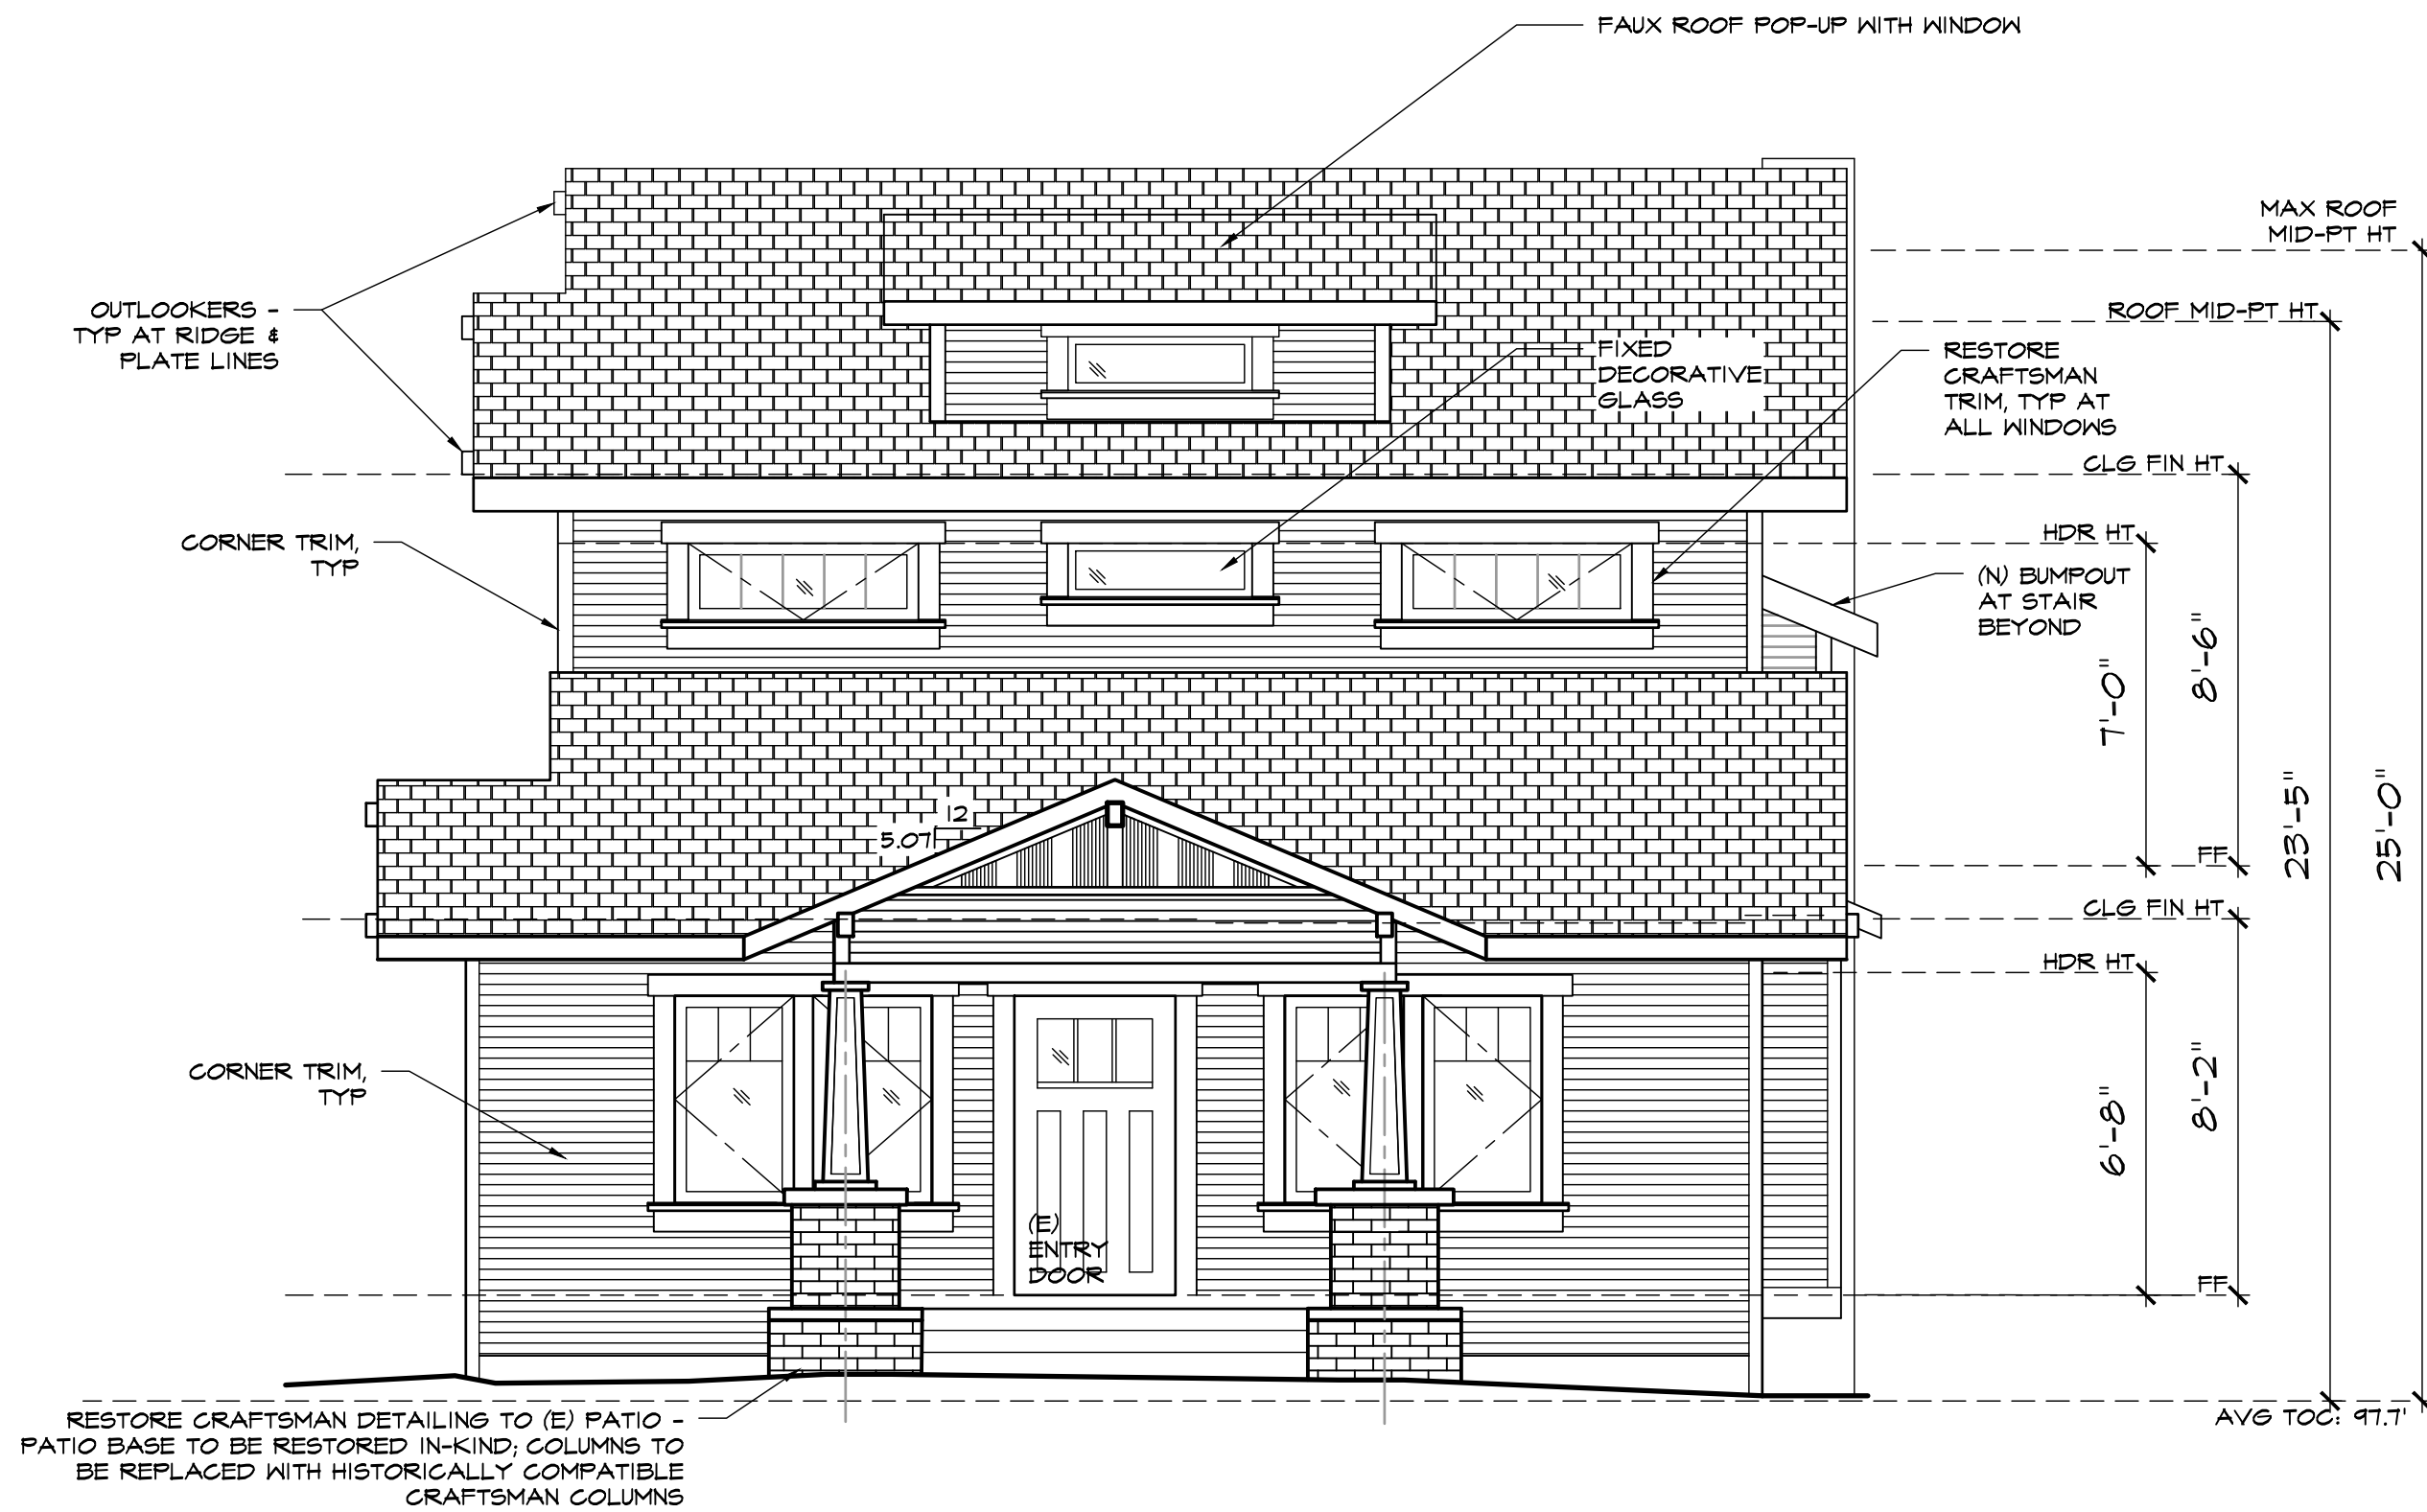 FAUX ROOF POP-UP WITH WINDOW
MAX ROOF
MID-PT HT
ROOF MID-PT HT
OUTLOOKERS -
TYP AT RIDGE &
PLATE LINES
FIXED
DECORATIVE
GLASS
RESTORE
CRAFTSMAN
TRIM, TYP AT
ALL WINDOWS
CLG FIN HT
HDR HT
CORNER TRIM,
TYP
(N) BUMPOUT
AT STAIR
BEYOND
7'-0"
8'-6"
23'-5"
25'-0"
12
5.07
FF
CLG FIN HT
HDR HT
CORNER TRIM,
TYP
6'-8"
8'-2"
(E)
ENTRY
DOOR
FF
AVG TOC: 97.7'
RESTORE CRAFTSMAN DETAILING TO (E) PATIO -
PATIO BASE TO BE RESTORED IN-KIND; COLUMNS TO
BE REPLACED WITH HISTORICALLY COMPATIBLE
CRAFTSMAN COLUMNS